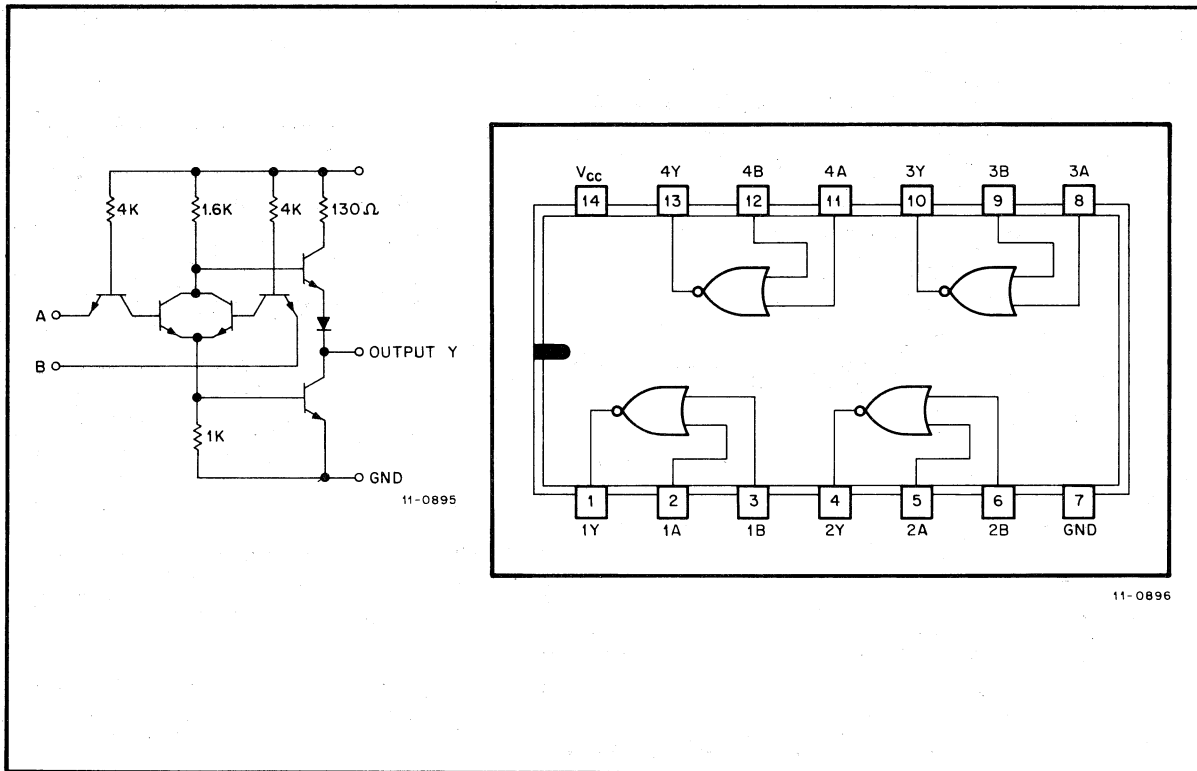 4K 1.6K 4K 130Ω
A
B
OUTPUT Y
1K
GND
11-0895
VCC 4Y 4B 4A 3Y 3B 3A
14 13 12 11 10 9 8
1 2 3 4 5 6 7
1Y 1A 1B 2Y 2A 2B GND
11-0896